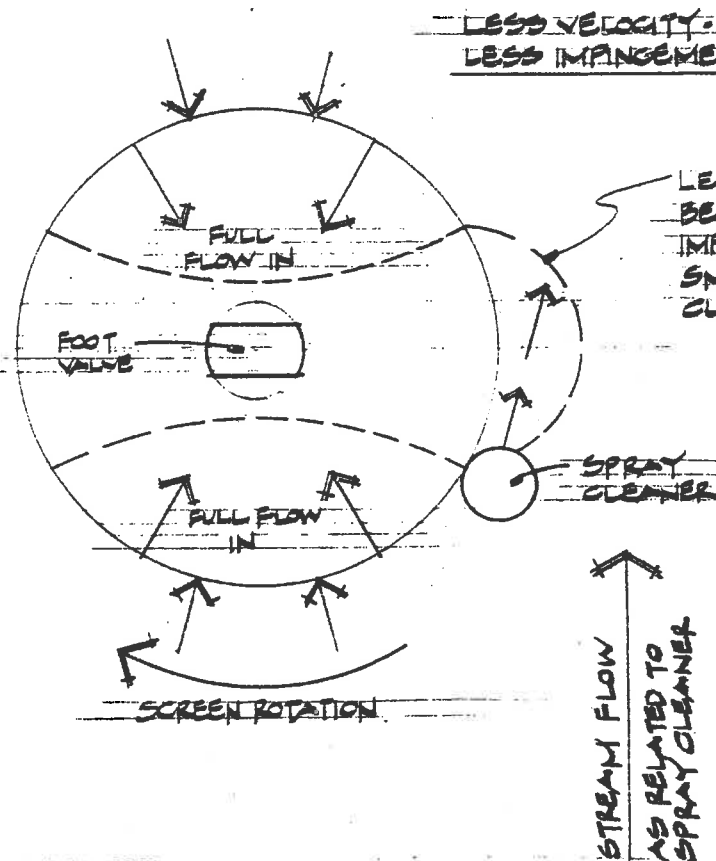 LESS VELOCITY.
LESS IMPINGEME
FULL
FLOW IN
FOOT
VALVE
SPRAY
CLEANER
FULL FLOW
IN
SCREEN ROTATION
STREAM FLOW
AS RELATED TO
SPRAY CLEANER